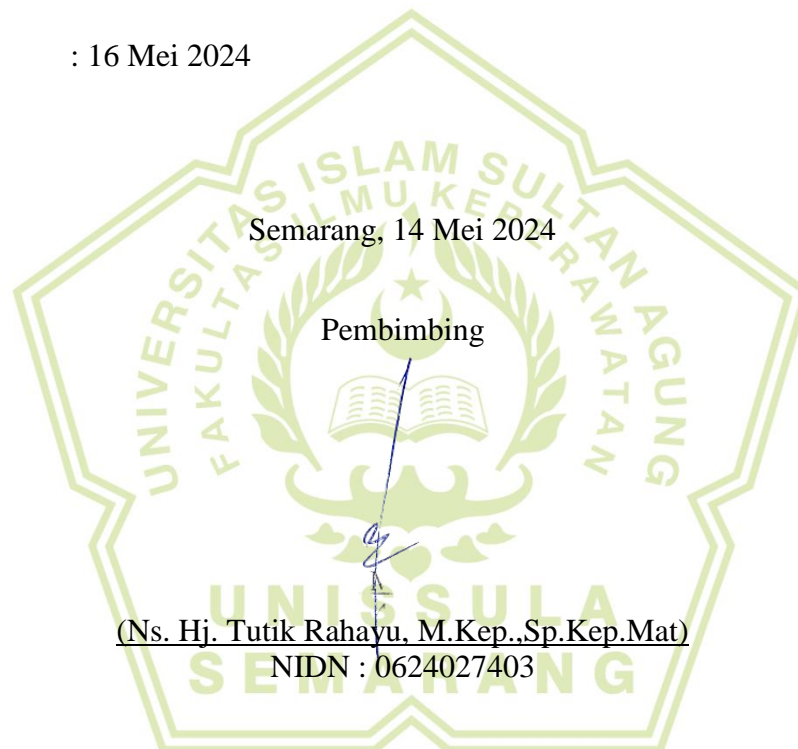 : 16 Mei 2024
UNIVERSITAS ISLAM SULTAN AGUNG
FAKULTAS ILMU KEPERAWATAN
Semarang, 14 Mei 2024
Pembimbing
UNISSULA
(Ns. Hj. Tutik Rahayu, M.Kep.,Sp.Kep.Mat)
NIDN : 0624027403
SEMARANG